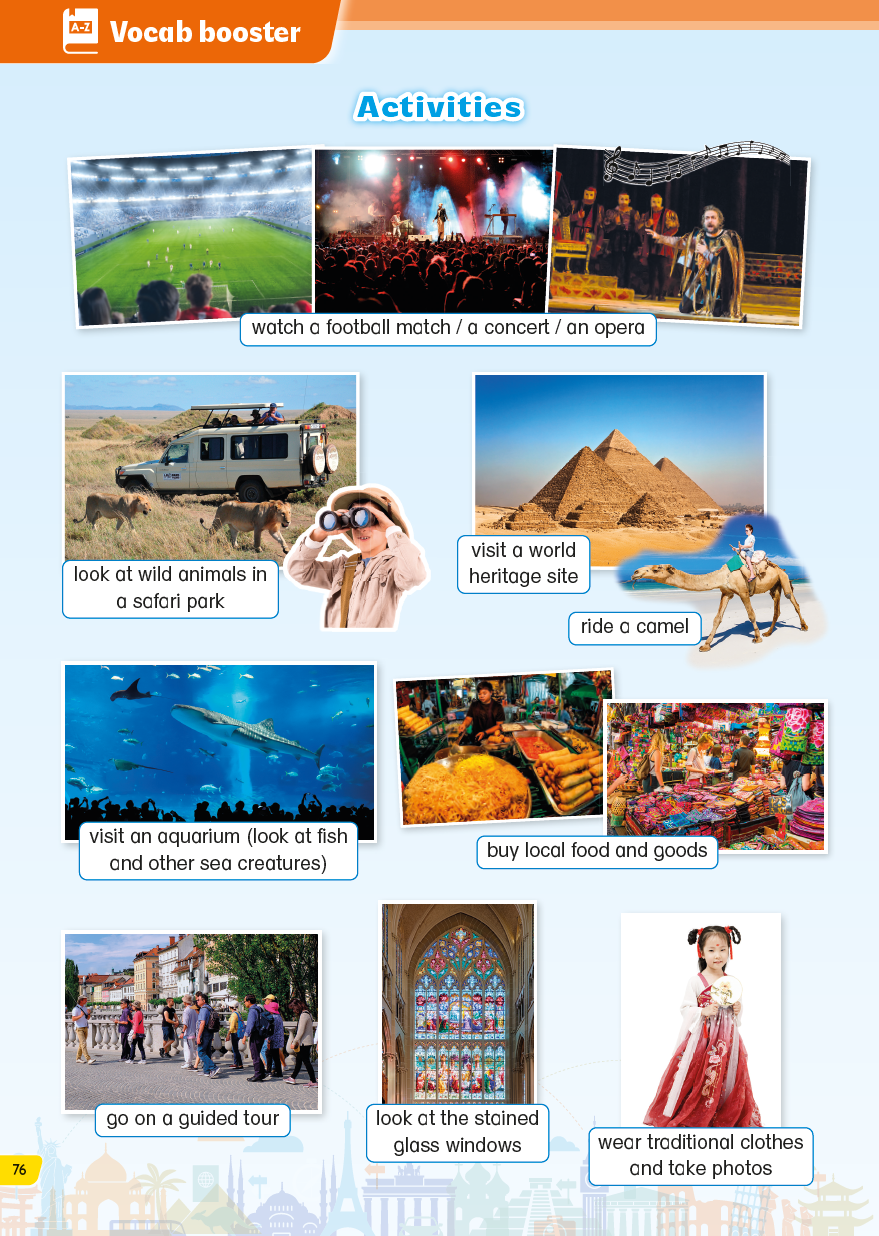 A-Z
Vocab booster
Activities
watch a football match / a concert / an opera
look at wild animals in
a safari park
visit a world
heritage site
ride a camel
visit an aquarium (look at fish
and other sea creatures)
buy local food and goods
go on a guided tour
look at the stained
glass windows
wear traditional clothes
and take photos
76